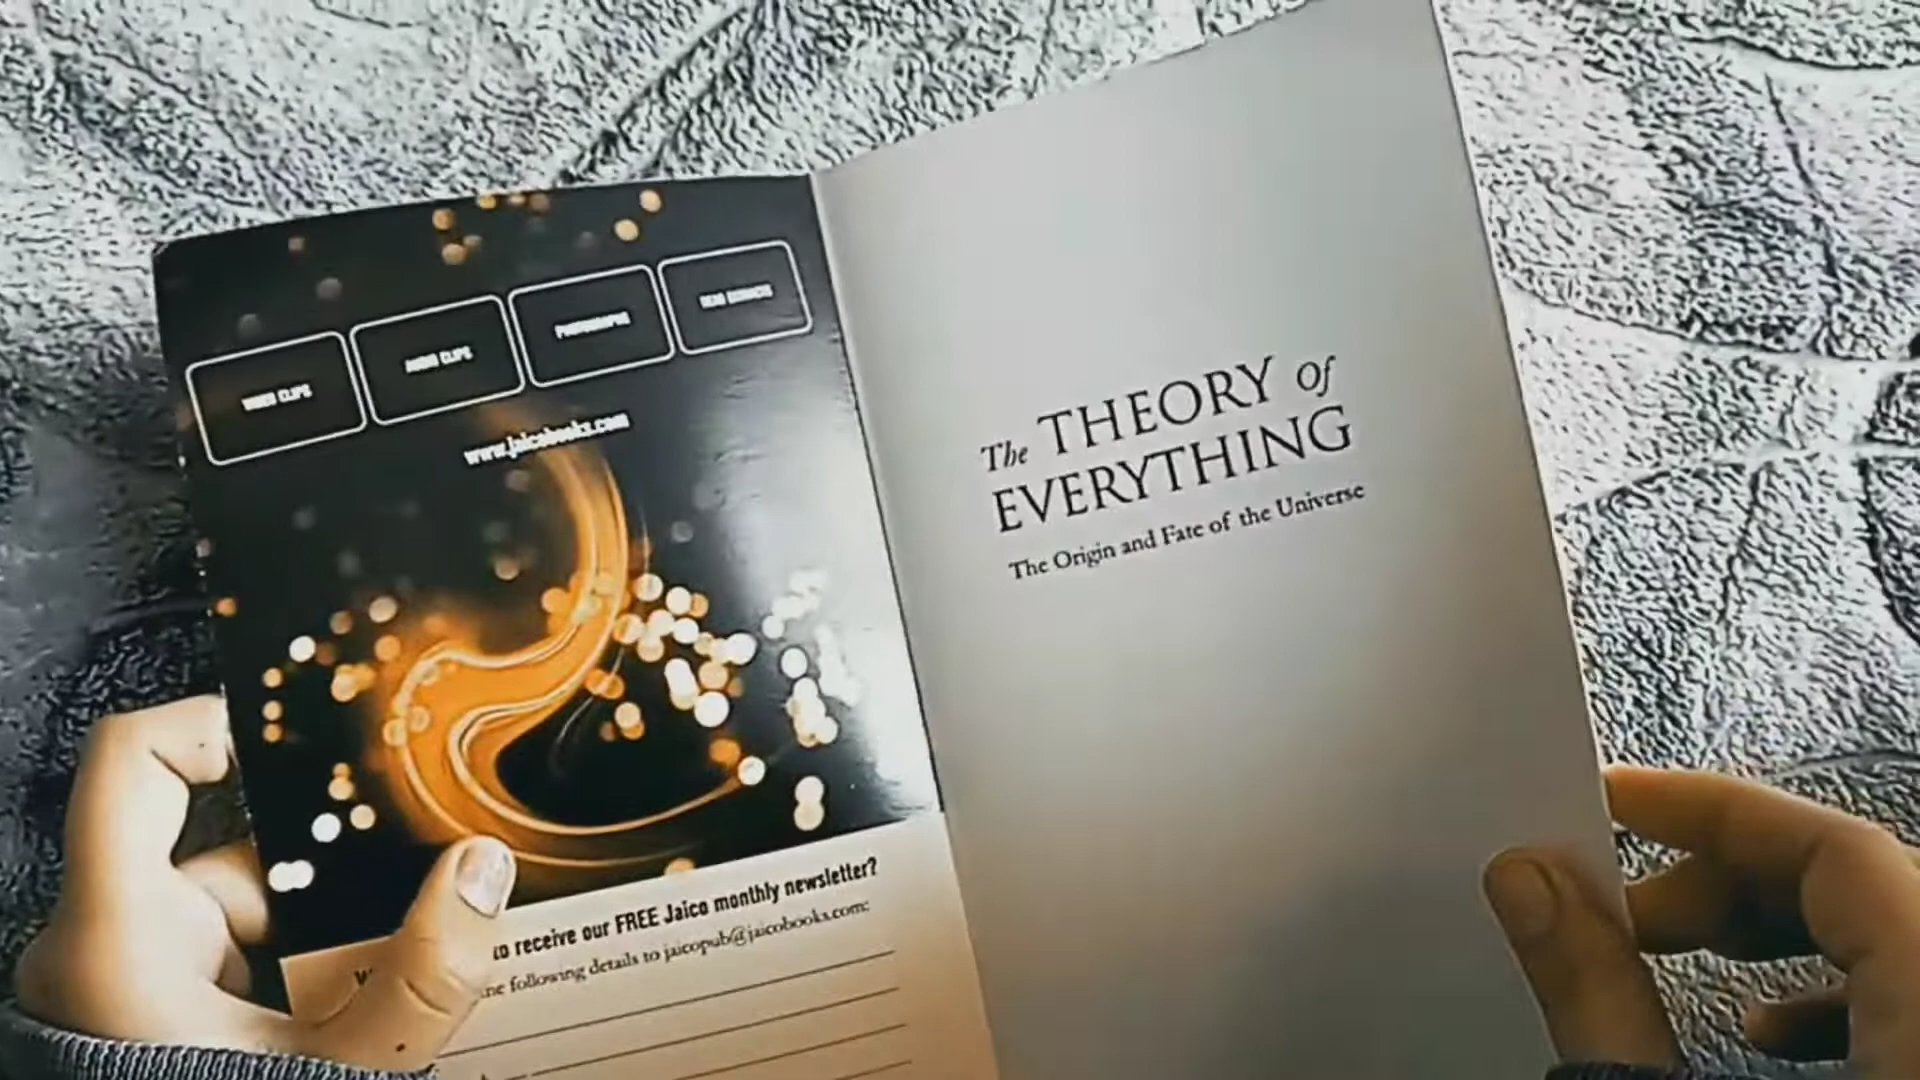 VIDEO CLIPS
AUDIO CLIPS
PHOTOGRAPHS
READ
www.jaicobooks.com
to receive our FREE Jaico monthly newsletter?
following details to jaicopub@jaicobooks.com:
The THEORY of
EVERYTHING
The Origin and Fate of the Universe